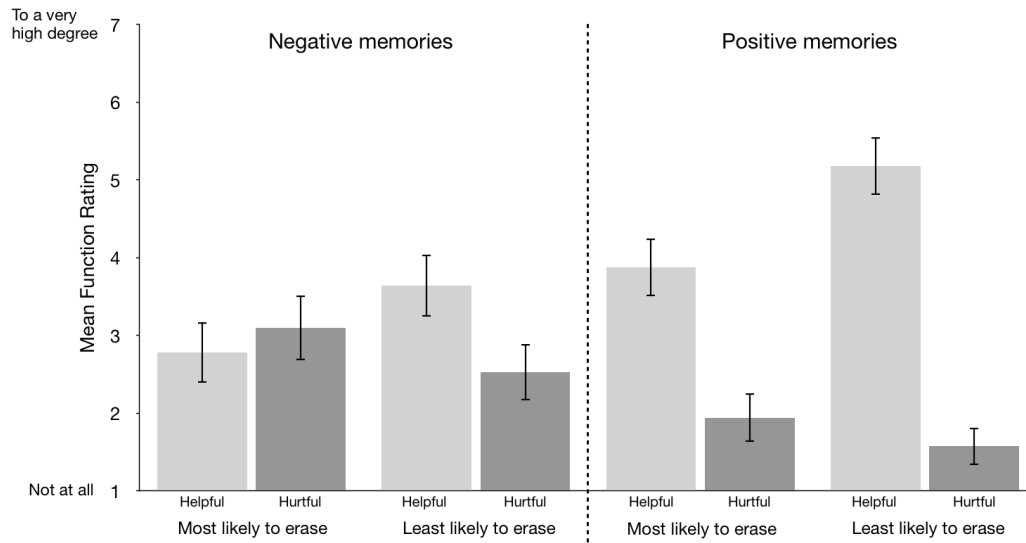 To a very
high degree
7
Negative memories
Positive memories
6
5
4
3
2
Not at all
1
Mean Function Rating
Helpful
Hurtful
Helpful
Hurtful
Helpful
Hurtful
Helpful
Hurtful
Most likely to erase
Least likely to erase
Most likely to erase
Least likely to erase